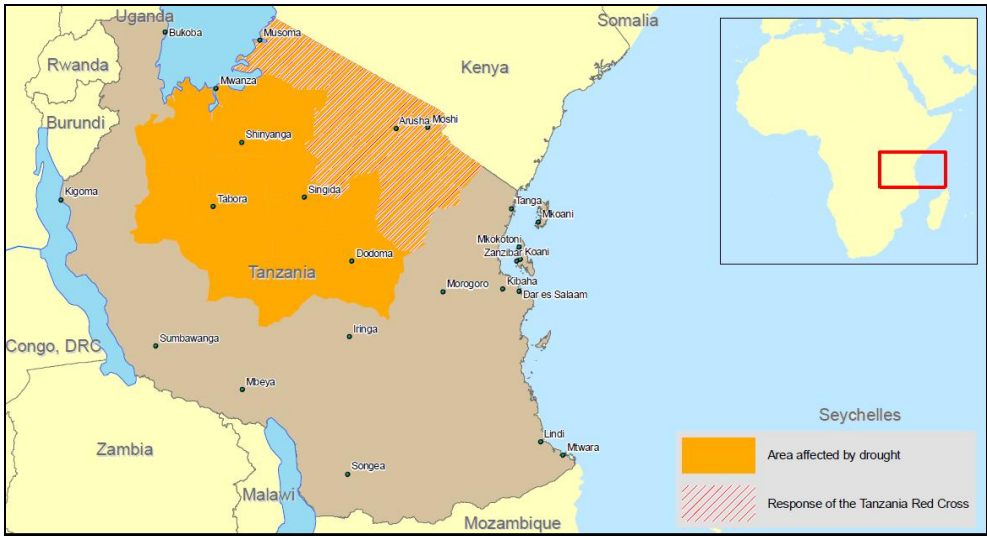 Uganda
Somalia
Bukoba
Musoma
Rwanda
Kenya
Mwanza
Burundi
Arusha
Moshi
Shinyanga
Kigoma
Singida
Tabora
Tanga
Mkoani
Mkokotoni
Zanzibar
Koani
Dodoma
Tanzania
Morogoro
Kibaha
Dar es Salaam
Iringa
Sumbawanga
Congo, DRC
Mbeya
Seychelles
Lindi
Zambia
Mtwara
Area affected by drought
Songea
Malawi
Response of the Tanzania Red Cross
Mozambique